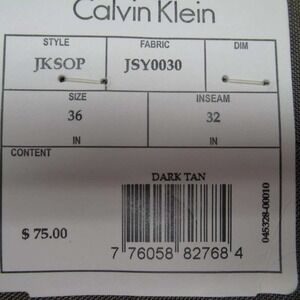 Calvin Klein
STYLE FABRIC DIM
JKSOP JSY0030
SIZE INSEAM
36 32
IN IN
CONTENT
DARK TAN
$ 75.00
7 76058 82768 4
045328-00010